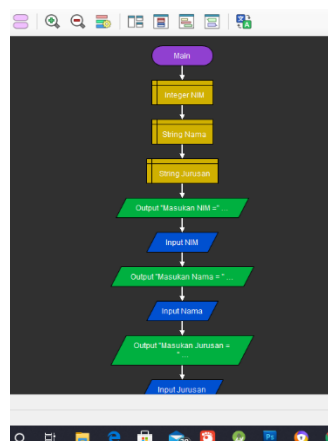 Main
Integer NIM
String Nama
String Jurusan
Output "Masukan NIM =" ...
Input NIM
Output "Masukan Nama = " ...
Input Nama
Output "Masukan Jurusan =
" ...
Input Jurusan